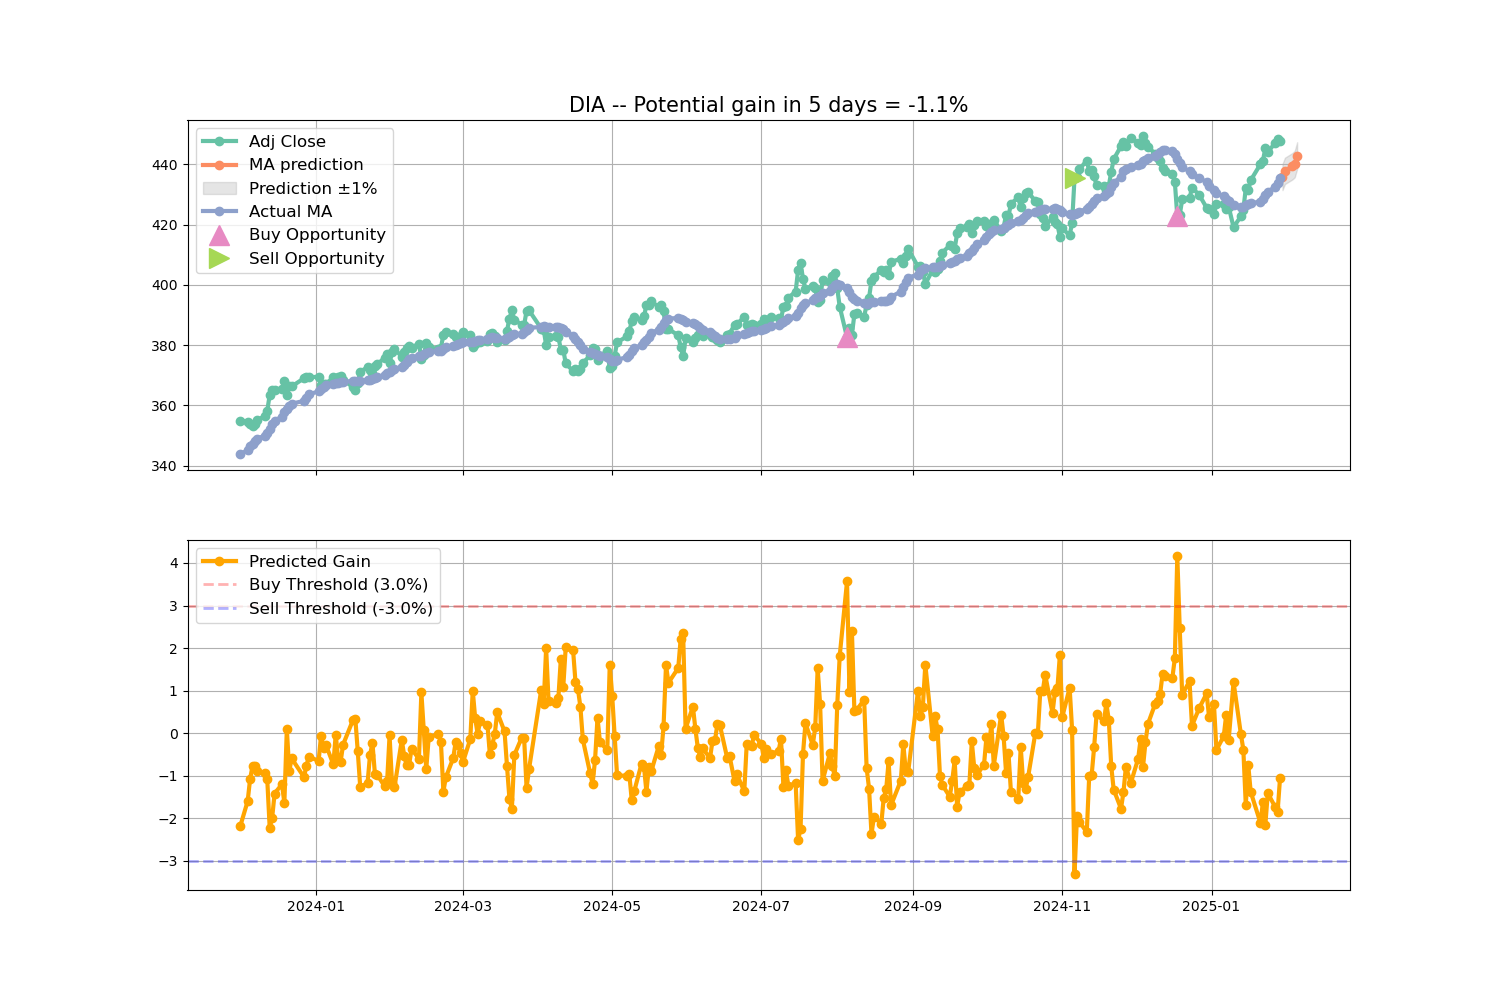 DIA -- Potential gain in 5 days = -1.1%
Adj Close
MA prediction
Prediction ±1%
Actual MA
Buy Opportunity
Sell Opportunity
440
420
400
380
360
340
Predicted Gain
Buy Threshold (3.0%)
Sell Threshold (-3.0%)
4
3
2
1
0
−1
−2
−3
2024-01 2024-03 2024-05 2024-07 2024-09 2024-11 2025-01